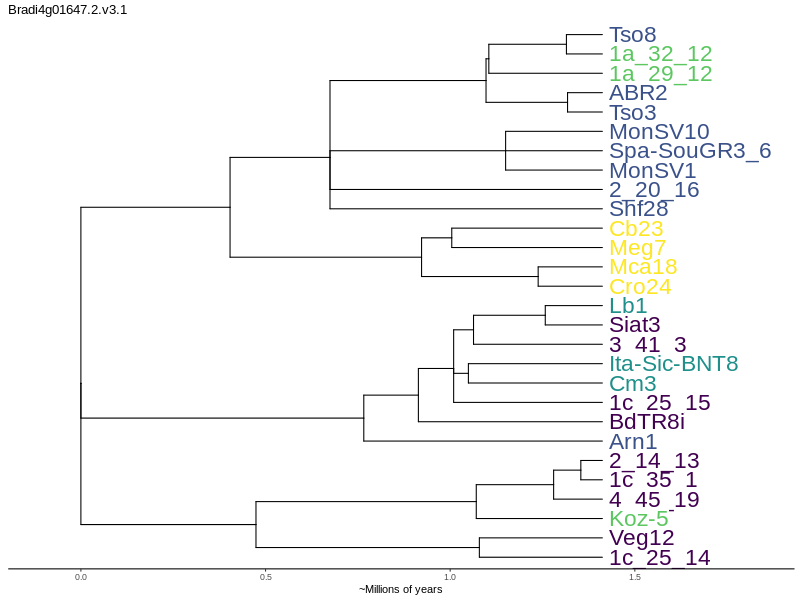 Bradi4g01647.2.v3.1
Tso8
1a_32_12
1a_29_12
ABR2
Tso3
MonSV10
Spa-SouGR3_6
MonSV1
2_20_16
Snf28
Cb23
Meg7
Mca18
Cro24
Lb1
Siat3
3_41_3
Ita-Sic-BNT8
Cm3
1c_25_15
BdTR8i
Arn1
2_14_13
1c_35_1
4_45_19
Koz-5
Veg12
1c_25_14
0.0 0.5 1.0 1.5
~Millions of years